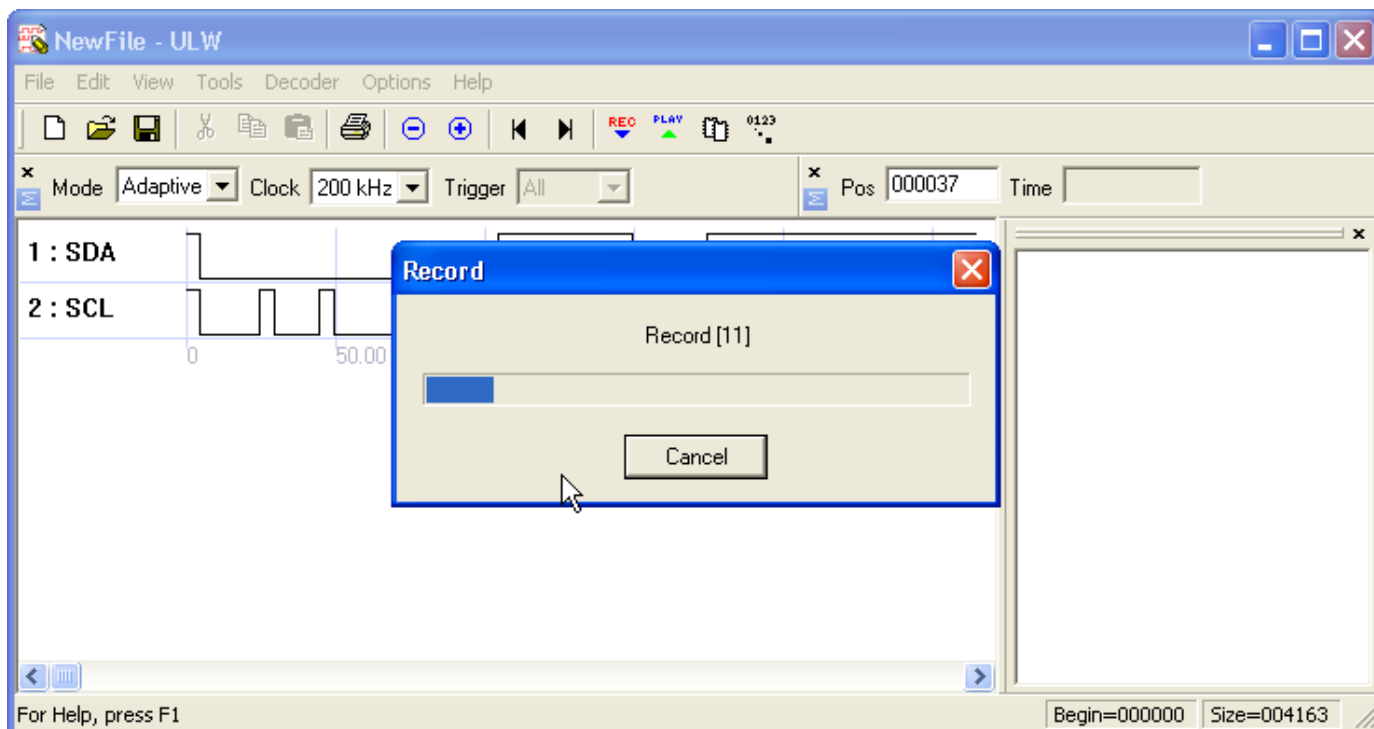 NewFile - ULW
File Edit View Tools Decoder Options Help
REC PLAY 0123
Mode Adaptive Clock 200 kHz Trigger All Pos 000037 Time
1 : SDA
2 : SCL
0 50.00
Record
Record [11]
Cancel
For Help, press F1 Begin=000000 Size=004163